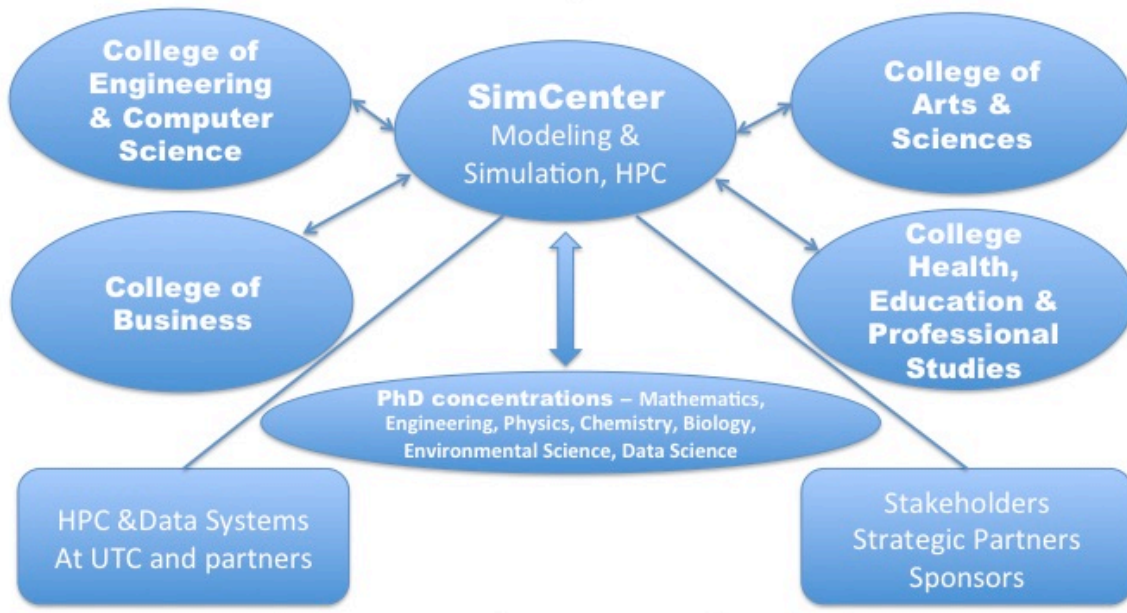 College of
Engineering
& Computer
Science
SimCenter
Modeling &
Simulation, HPC
College of
Arts &
Sciences
College of
Business
College
Health,
Education &
Professional
Studies
PhD concentrations – Mathematics,
Engineering, Physics, Chemistry, Biology,
Environmental Science, Data Science
HPC &Data Systems
At UTC and partners
Stakeholders
Strategic Partners
Sponsors